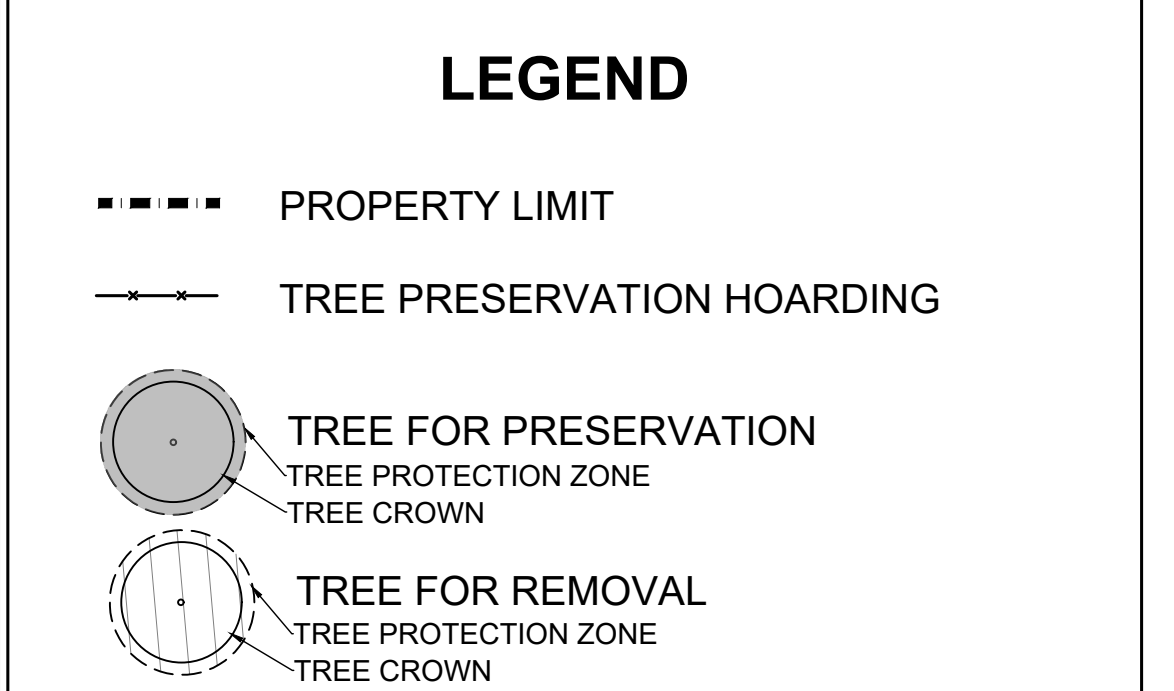 LEGEND
PROPERTY LIMIT
TREE PRESERVATION HOARDING
TREE FOR PRESERVATION
TREE PROTECTION ZONE
TREE CROWN
TREE FOR REMOVAL
TREE PROTECTION ZONE
TREE CROWN